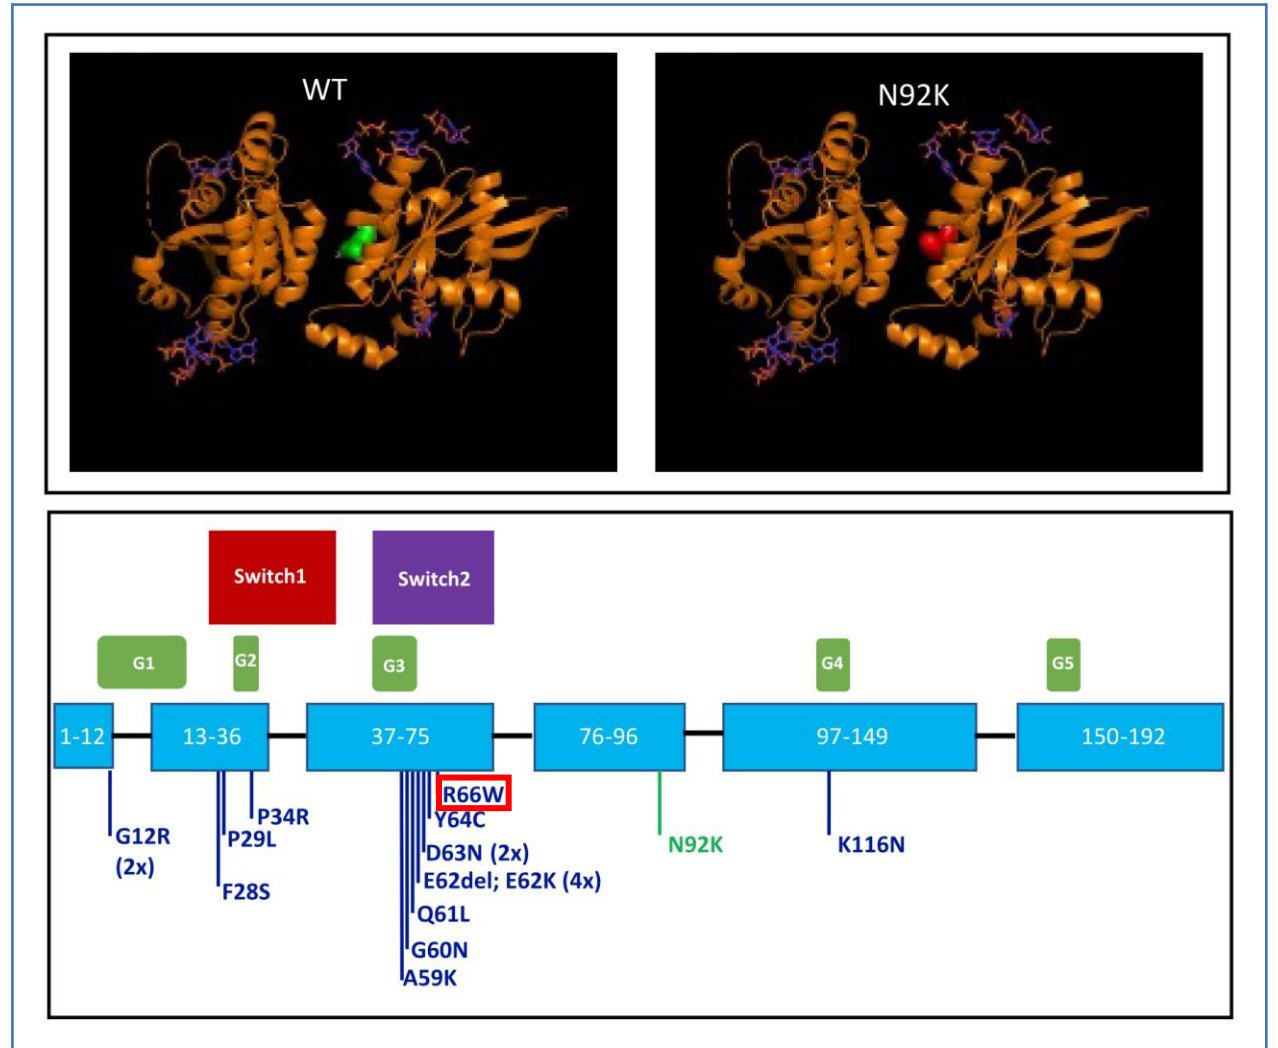 WT
N92K
Switch1
Switch2
G1
G2
G3
G4
G5
1-12
13-36
37-75
76-96
97-149
150-192
R66W
P34R
Y64C
G12R
(2x)
P29L
N92K
K116N
D63N (2x)
E62del; E62K (4x)
F28S
Q61L
G60N
A59K